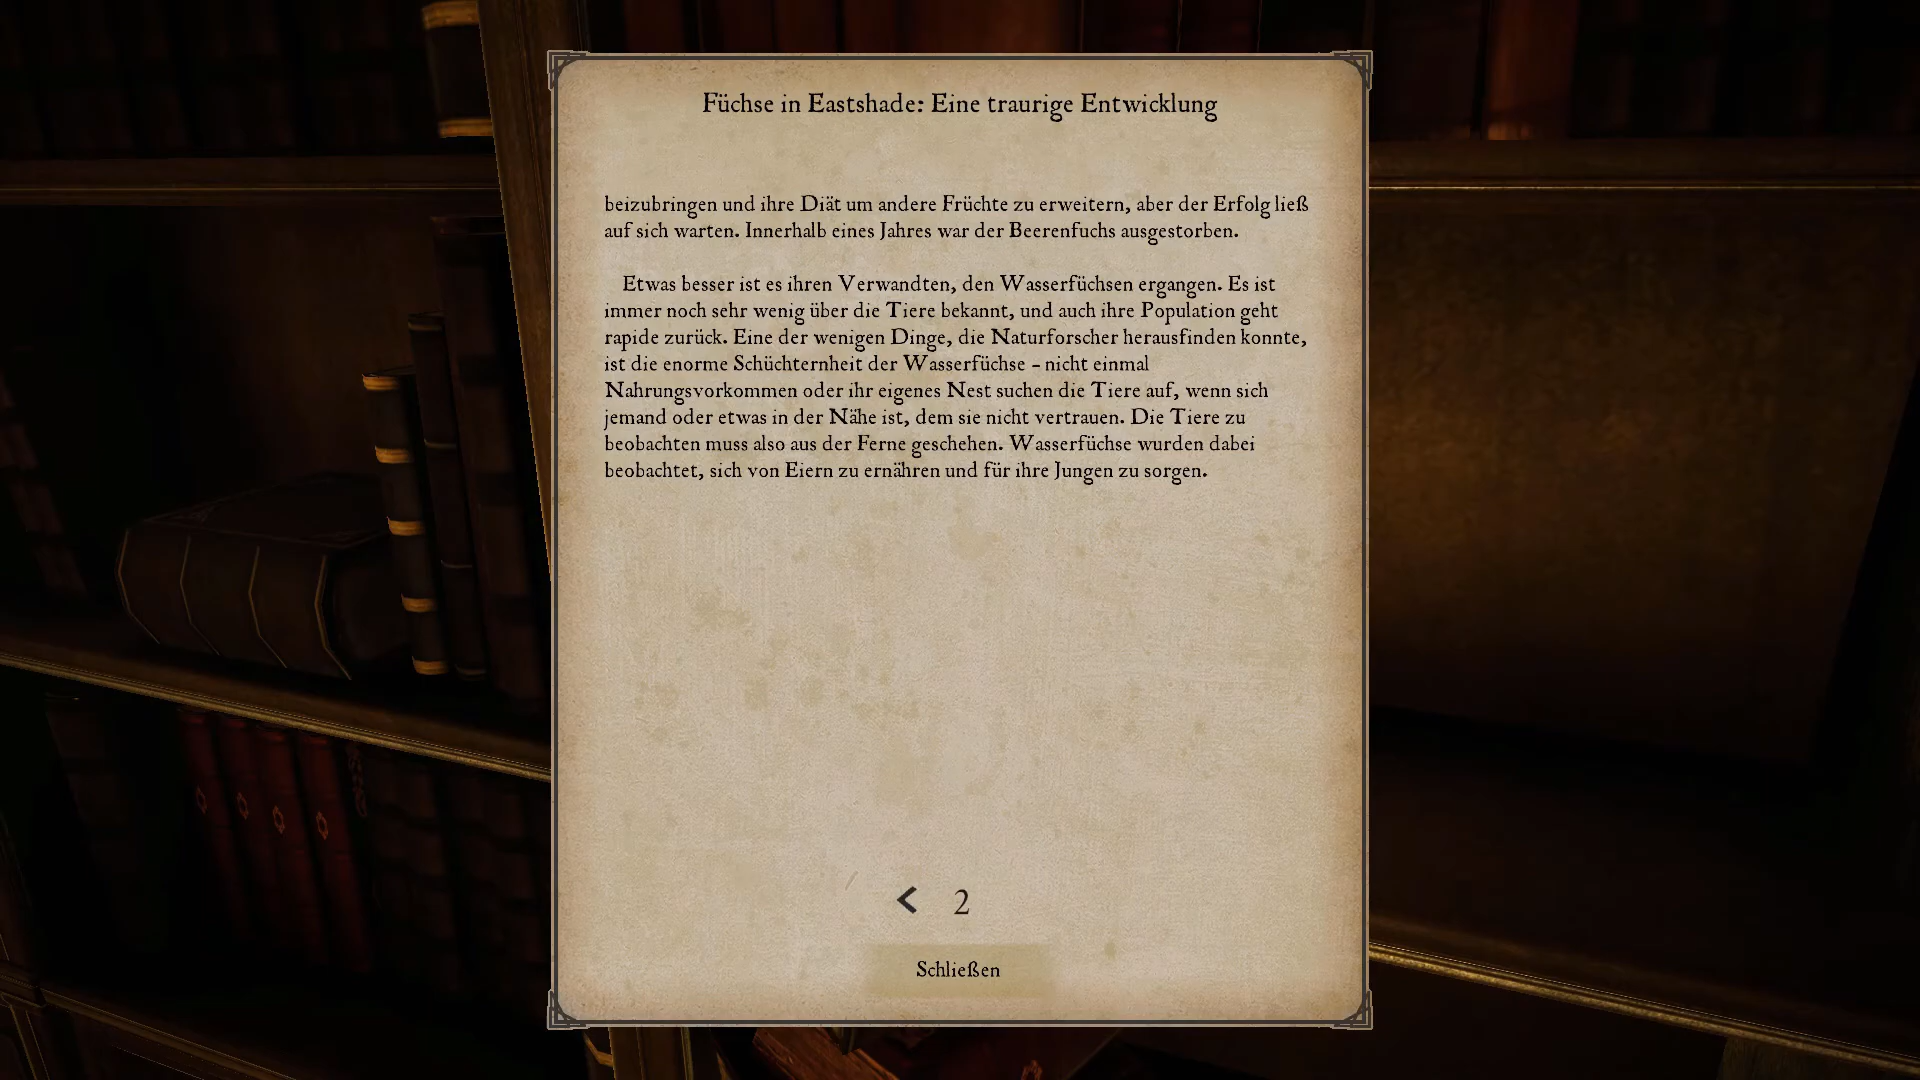 Füchse in Eastshade: Eine traurige Entwicklung
beizubringen und ihre Diät um andere Früchte zu erweitern, aber der Erfolg ließ
auf sich warten. Innerhalb eines Jahres war der Beerenfuchs ausgestorben.
Etwas besser ist es ihren Verwandten, den Wasserfüchsen ergangen. Es ist
immer noch sehr wenig über die Tiere bekannt, und auch ihre Population geht
rapide zurück. Eine der wenigen Dinge, die Naturforscher herausfinden konnte,
ist die enorme Schüchternheit der Wasserfüchse – nicht einmal
Nahrungsvorkommen oder ihr eigenes Nest suchen die Tiere auf, wenn sich
jemand oder etwas in der Nähe ist, dem sie nicht vertrauen. Die Tiere zu
beobachten muss also aus der Ferne geschehen. Wasserfüchse wurden dabei
beobachtet, sich von Eiern zu ernähren und für ihre Jungen zu sorgen.
< 2
Schließen